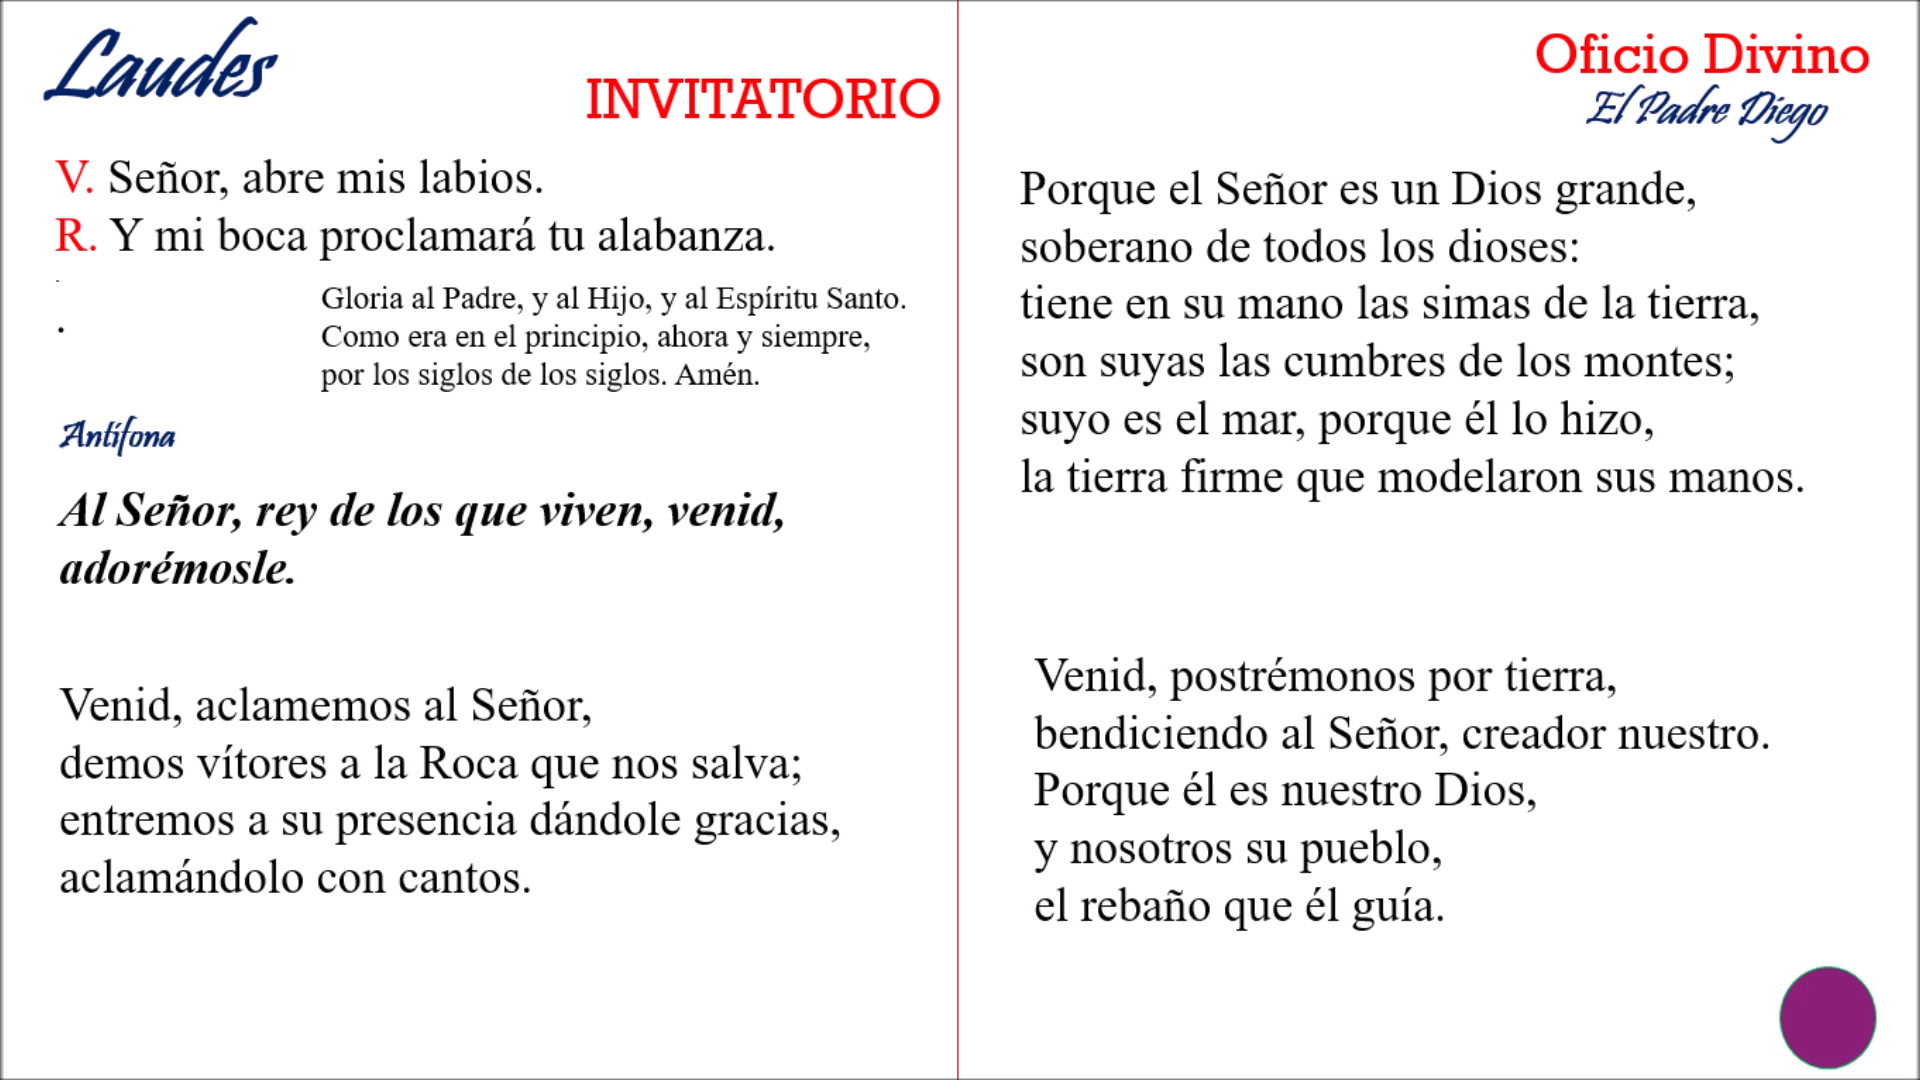 Laudes
INVITATORIO
V. Señor, abre mis labios.
R. Y mi boca proclamará tu alabanza.
Gloria al Padre, y al Hijo, y al Espíritu Santo.
Como era en el principio, ahora y siempre,
por los siglos de los siglos. Amén.
Antífona
Al Señor, rey de los que viven, venid,
adorémosle.
Venid, aclamemos al Señor,
demos vítores a la Roca que nos salva;
entremos a su presencia dándole gracias,
aclamándolo con cantos.
Oficio Divino
El Padre Diego
Porque el Señor es un Dios grande,
soberano de todos los dioses:
tiene en su mano las simas de la tierra,
son suyas las cumbres de los montes;
suyo es el mar, porque él lo hizo,
la tierra firme que modelaron sus manos.
Venid, postrémonos por tierra,
bendiciendo al Señor, creador nuestro.
Porque él es nuestro Dios,
y nosotros su pueblo,
el rebaño que él guía.